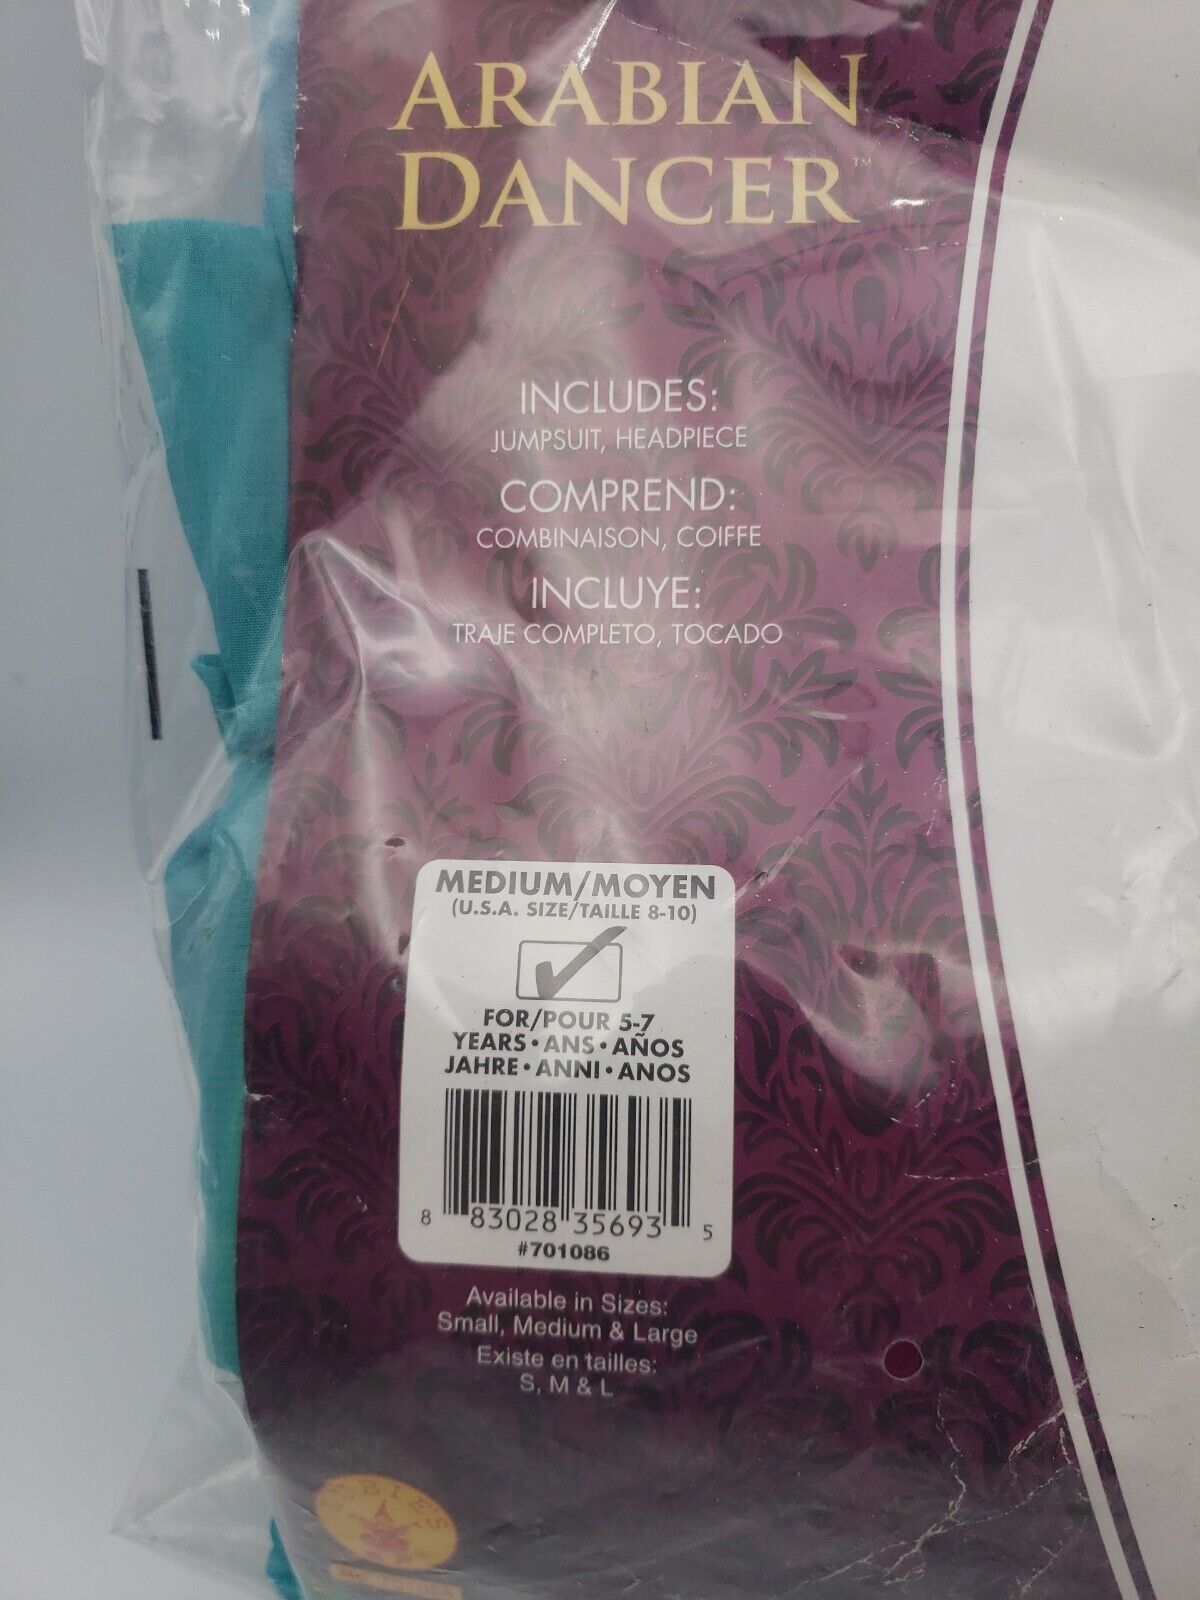 ARABIAN
DANCER™
INCLUDES:
JUMPSUIT, HEADPIECE
COMPREND:
COMBINAISON, COIFFE
INCLUYE:
TRAJE COMPLETO, TOCADO
MEDIUM/MOYEN
(U.S.A. SIZE/TAILLE 8-10)
FOR/POUR 5-7
YEARS • ANS • AÑOS
JAHRE • ANNI • ANOS
8 83028 35693 5
#701086
Available in Sizes:
Small, Medium & Large
Existe en tailles:
S, M & L
RUBIE'S